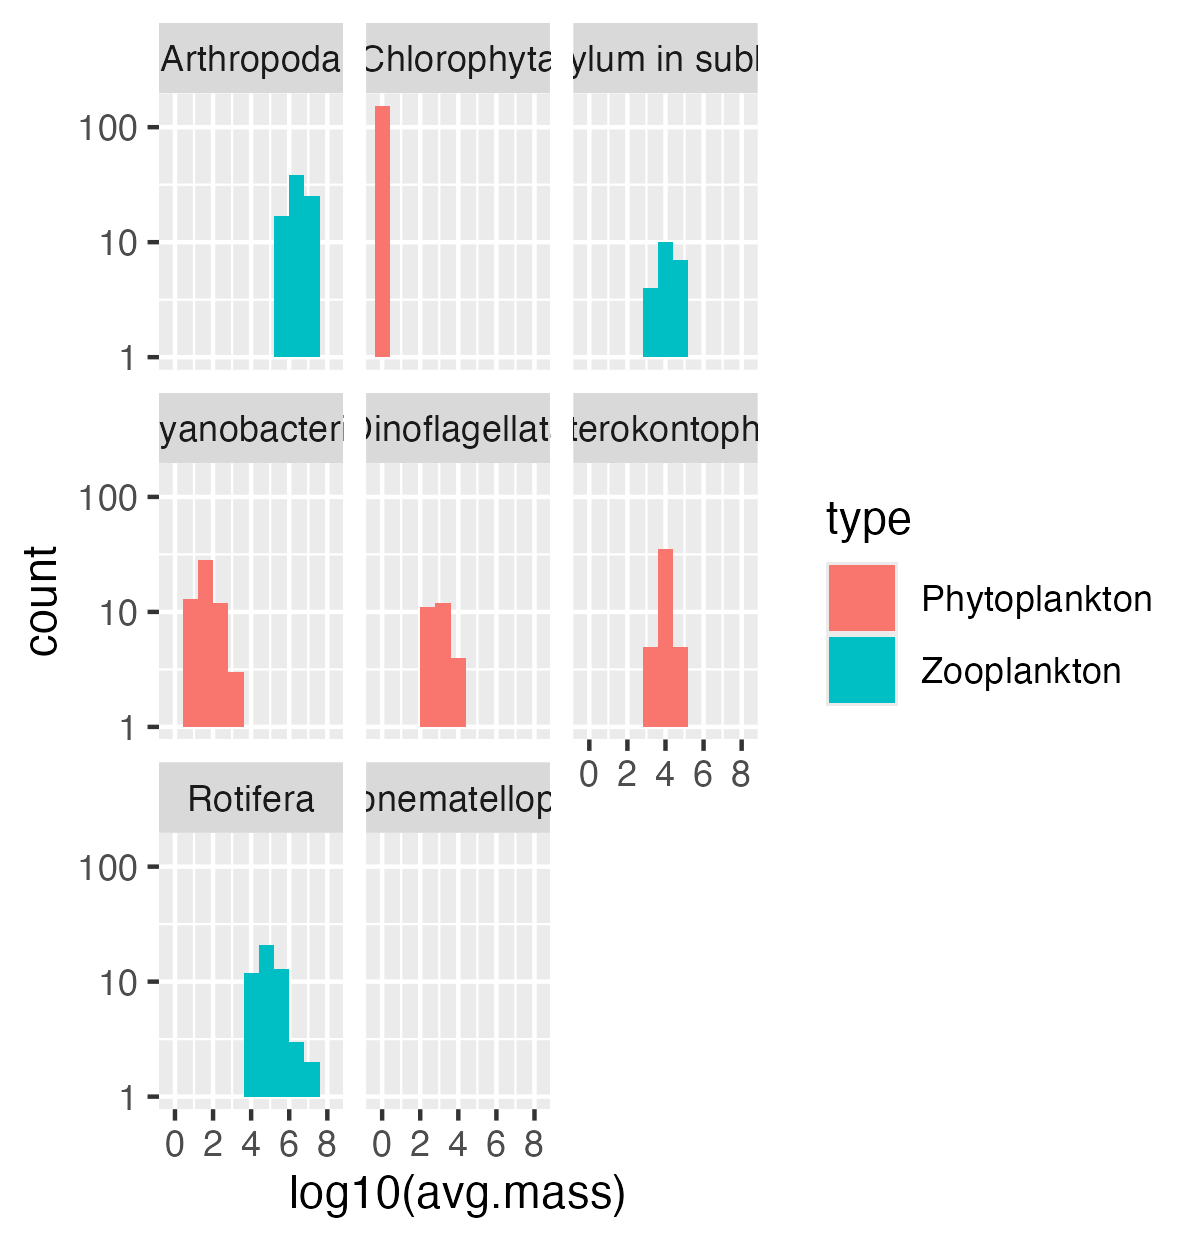 Arthropoda Chlorophyta ylum in subl
100
10
1
yanobacteri Dinoflagellata terokontoph
100
10
1
0 2 4 6 8
Rotifera onematellop
100
10
1
0 2 4 6 8 0 2 4 6 8
log10(avg.mass)
count
type
Phytoplankton
Zooplankton